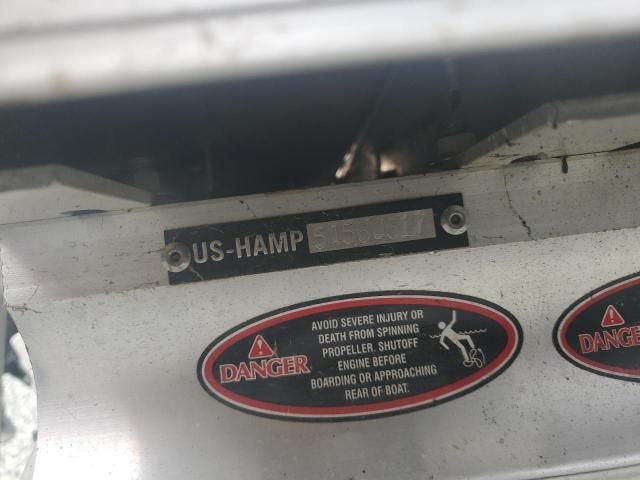 US-HAMP
DANGER
AVOID SEVERE INJURY OR
DEATH FROM SPINNING
PROPELLER. SHUTOFF
ENGINE BEFORE
BOARDING OR APPROACHING
REAR OF BOAT.
DANGER